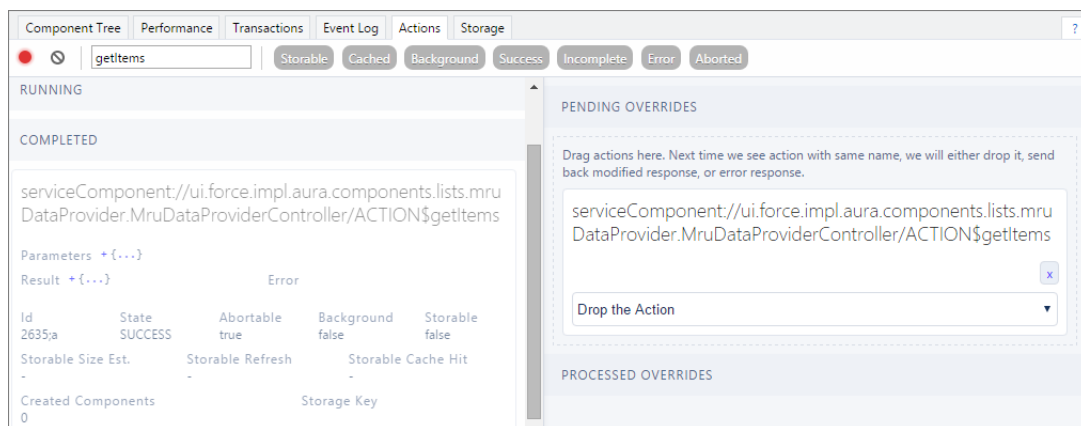 Component Tree Performance Transactions Event Log Actions Storage ?
getItems Storable Cached Background Success Incomplete Error Aborted
RUNNING
COMPLETED
serviceComponent://ui.force.impl.aura.components.lists.mru
DataProvider.MruDataProviderController/ACTION$getItems
Parameters +{...}
Result +{...} Error
Id State Abortable Background Storable
2635;a SUCCESS true false false
Storable Size Est. Storable Refresh Storable Cache Hit
- - -
Created Components Storage Key
0
PENDING OVERRIDES
Drag actions here. Next time we see action with same name, we will either drop it, send
back modified response, or error response.
serviceComponent://ui.force.impl.aura.components.lists.mru
DataProvider.MruDataProviderController/ACTION$getItems
x
Drop the Action
PROCESSED OVERRIDES